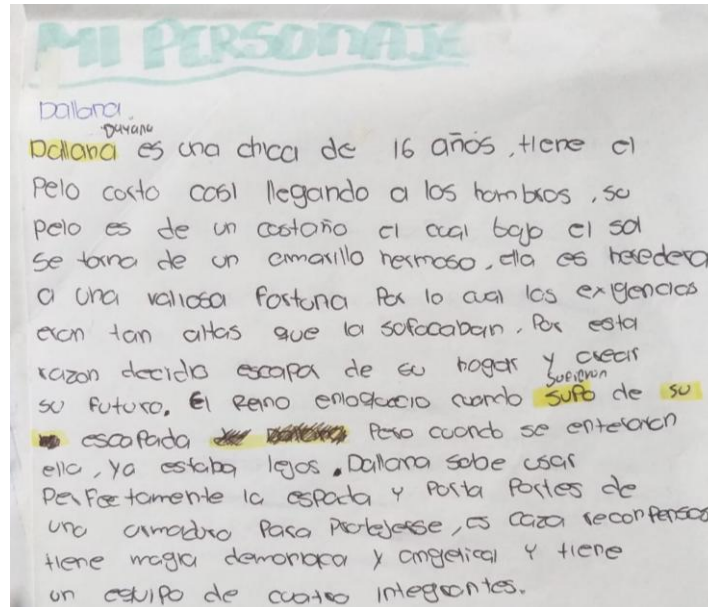 MI PERSONAJE
Dallana.
Dayana
Dallana es una chica de 16 años, tiene el
Pelo corto casi llegando a los hombros, su
pelo es de un castaño el cual bajo el sol
se torna de un amarillo hermoso, ella es heredera
a una valiosa fortuna Por lo cual las exigencias
eran tan altas que la sofocaban. Por esta
razon decidio escapar de su hogar y crear
supieron
su futuro. El Reino enloquecio cuando supo de su
escapada Pero cuando se enteraron
ella, ya estaba lejos. Dallana sabe usar
Perfectamente la espada y Porta Partes de
una armadura Para Protejerse, es caza recompensas
tiene magia demoniaca y angelical y tiene
un equipo de cuatro integrantes.